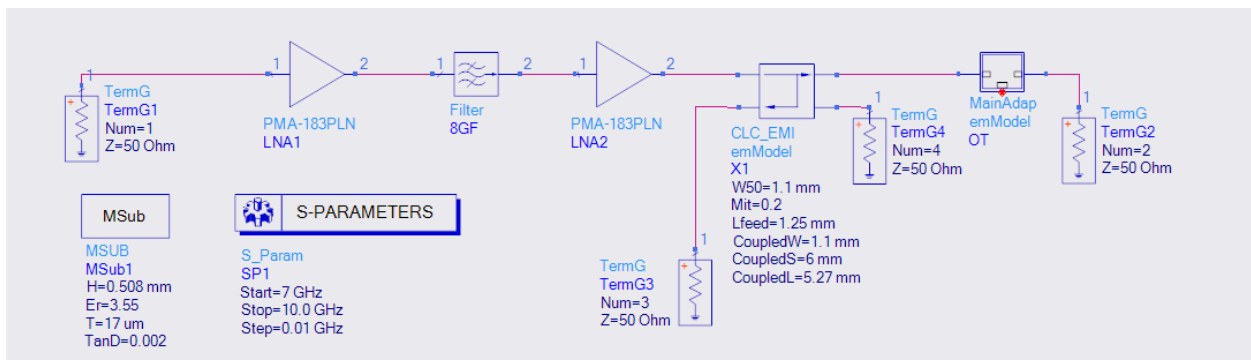 1
TermG
TermG1
Num=1
Z=50 Ohm
1
2
PMA-183PLN
LNA1
1
2
Filter
8GF
1
2
PMA-183PLN
LNA2
CLC_EMI
emModel
X1
W50=1.1 mm
Mit=0.2
Lfeed=1.25 mm
CoupledW=1.1 mm
CoupledS=6 mm
CoupledL=5.27 mm
1
TermG
TermG4
Num=4
Z=50 Ohm
MainAdap
emModel
OT
1
TermG
TermG2
Num=2
Z=50 Ohm
MSub
MSUB
MSub1
H=0.508 mm
Er=3.55
T=17 um
TanD=0.002
S-PARAMETERS
S_Param
SP1
Start=7 GHz
Stop=10.0 GHz
Step=0.01 GHz
1
TermG
TermG3
Num=3
Z=50 Ohm